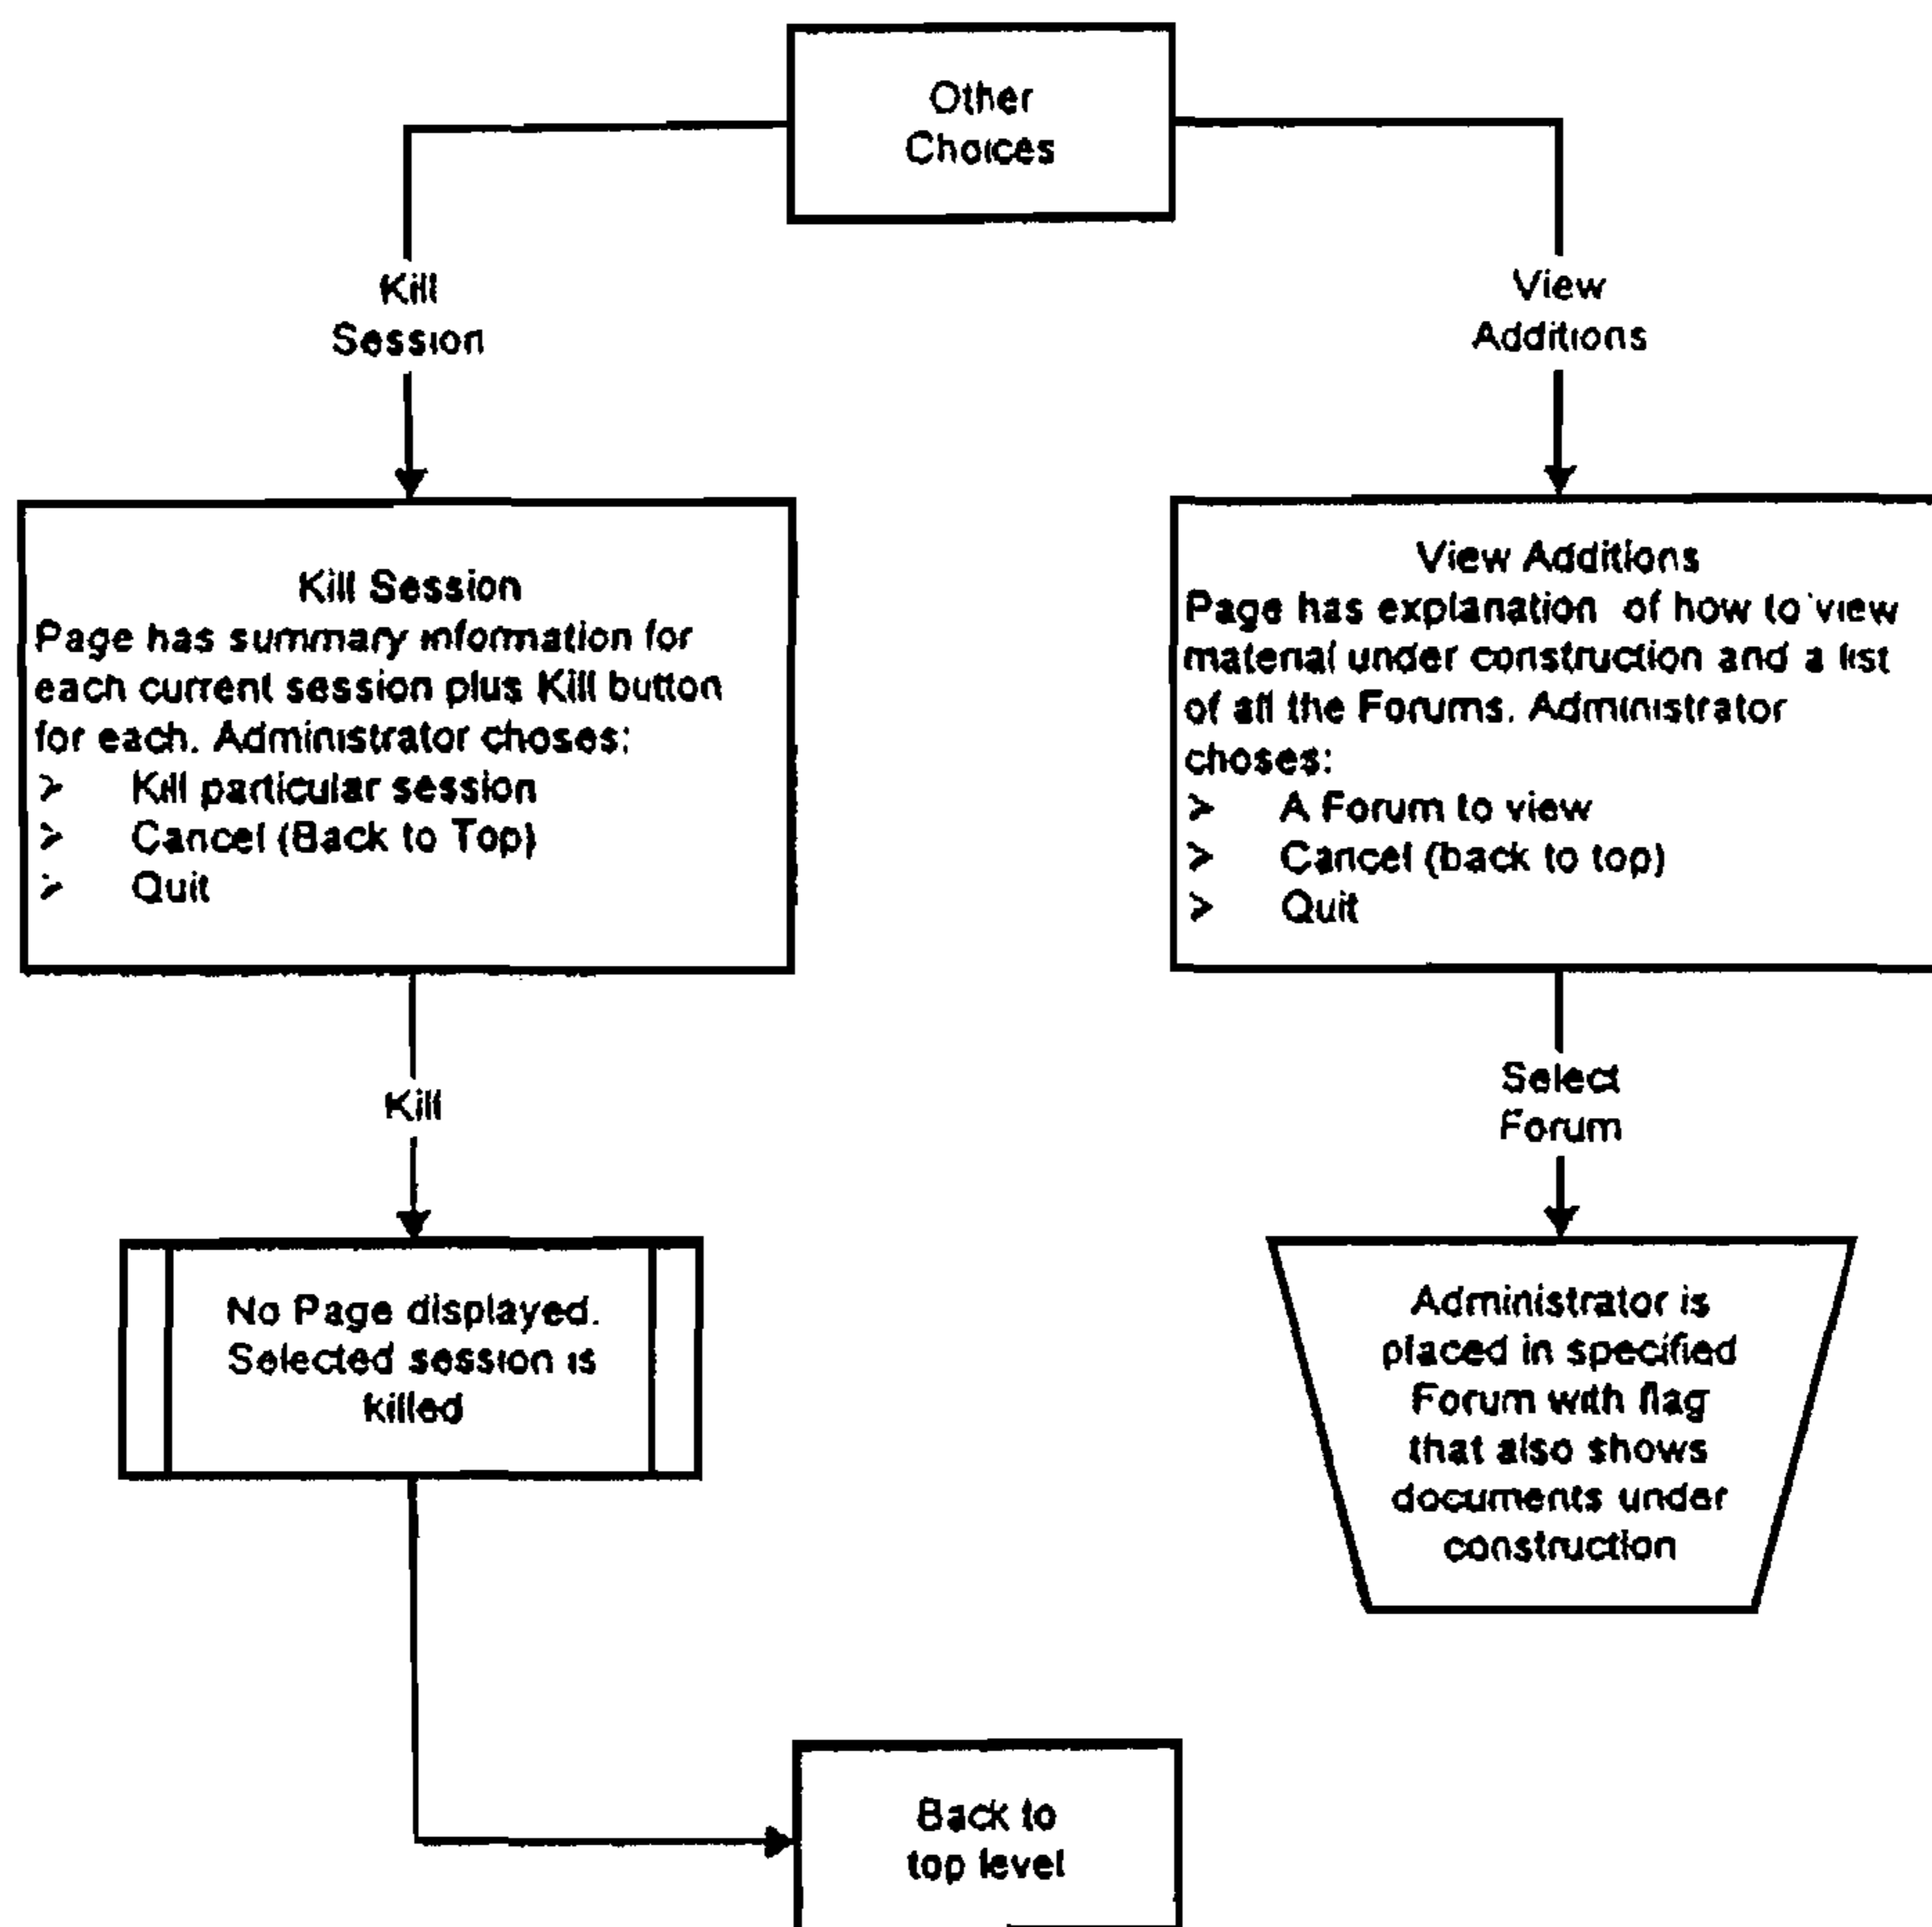 Other
Choices
Kill
Session
View
Additions
Kill Session
Page has summary information for
each current session plus Kill button
for each. Administrator choses:
> Kill particular session
> Cancel (Back to Top)
> Quit
View Additions
Page has explanation of how to view
material under construction and a list
of all the Forums. Administrator
choses:
> A Forum to view
> Cancel (back to top)
> Quit
Kill
Select
Forum
No Page displayed.
Selected session is
killed
Administrator is
placed in specified
Forum with flag
that also shows
documents under
construction
Back to
top level